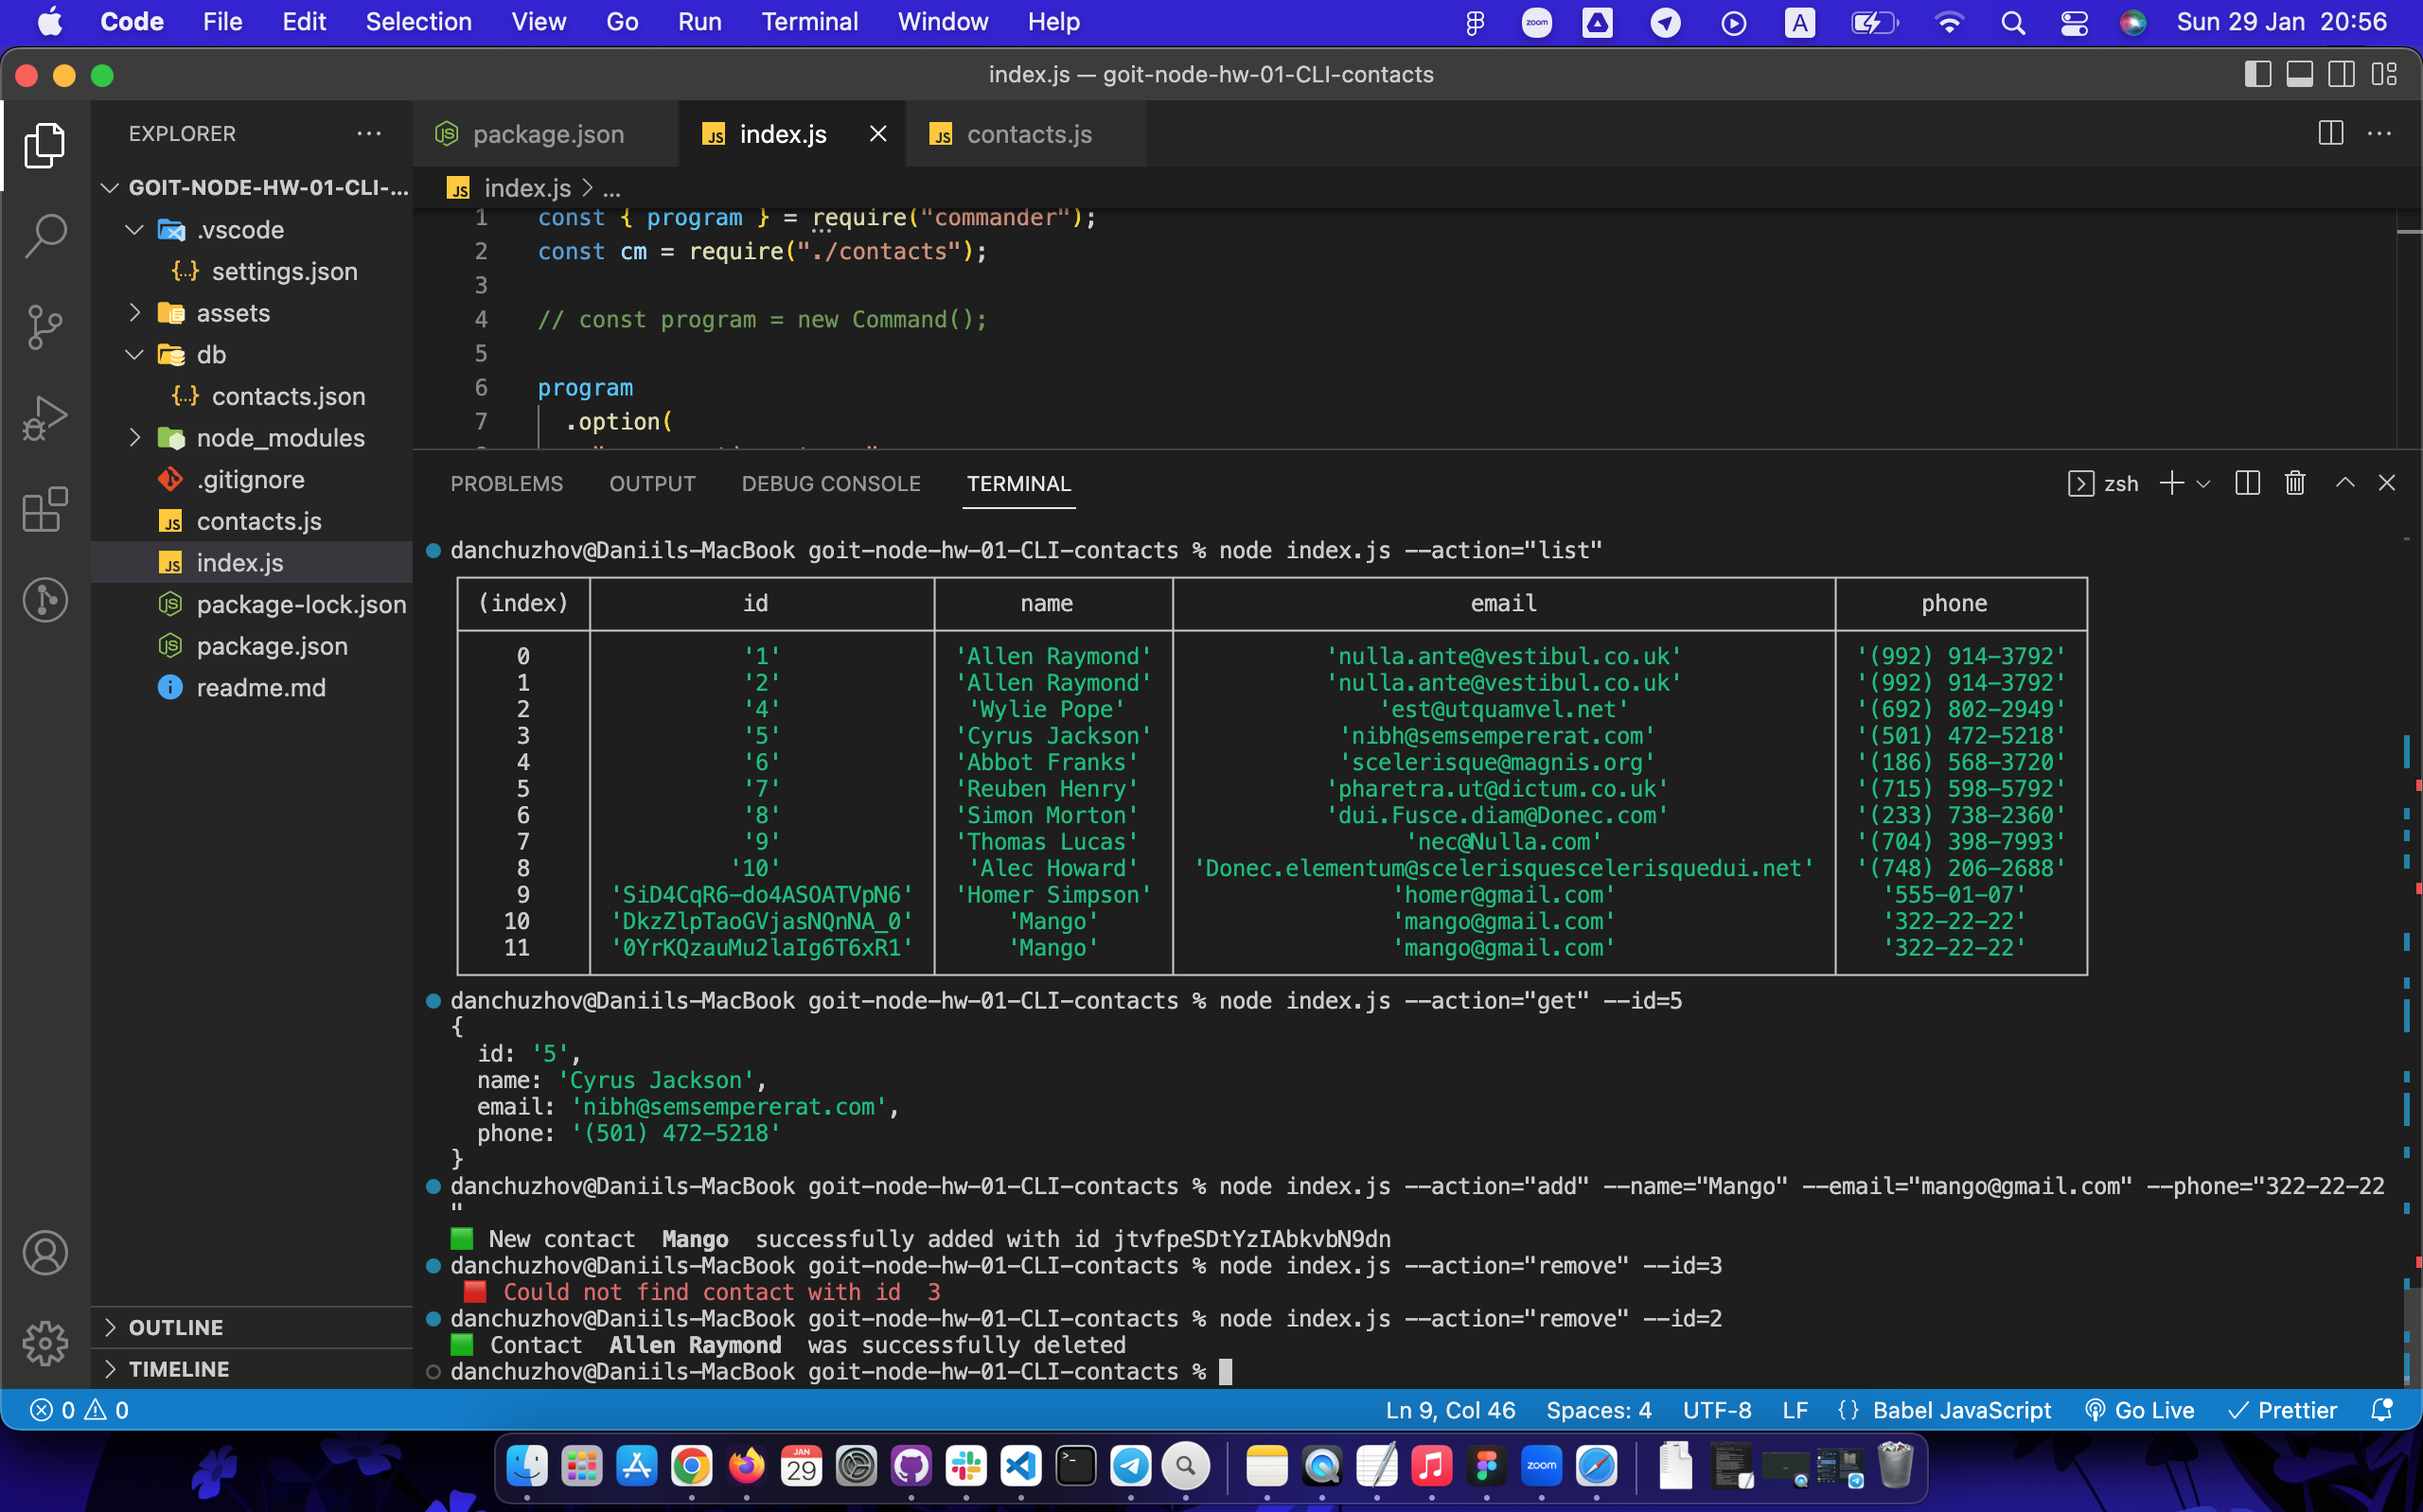 Code File Edit Selection View Go Run Terminal Window Help zoom A Sun 29 Jan 20:56
index.js — goit-node-hw-01-CLI-contacts
EXPLORER
package.json index.js contacts.js
GOIT-NODE-HW-01-CLI-...
.vscode
settings.json
assets
db
contacts.json
node_modules
.gitignore
contacts.js
index.js
package-lock.json
package.json
readme.md
OUTLINE
TIMELINE
index.js > ...
1 const { program } = require("commander");
2 const cm = require("./contacts");
3
4 // const program = new Command();
5
6 program
7 .option(
PROBLEMS OUTPUT DEBUG CONSOLE TERMINAL zsh
danchuzhov@Daniils-MacBook goit-node-hw-01-CLI-contacts % node index.js --action="list"
(index) id name email phone
0 '1' 'Allen Raymond' 'nulla.ante@vestibul.co.uk' '(992) 914-3792'
1 '2' 'Allen Raymond' 'nulla.ante@vestibul.co.uk' '(992) 914-3792'
2 '4' 'Wylie Pope' 'est@utquamvel.net' '(692) 802-2949'
3 '5' 'Cyrus Jackson' 'nibh@semsempererat.com' '(501) 472-5218'
4 '6' 'Abbot Franks' 'scelerisque@magnis.org' '(186) 568-3720'
5 '7' 'Reuben Henry' 'pharetra.ut@dictum.co.uk' '(715) 598-5792'
6 '8' 'Simon Morton' 'dui.Fusce.diam@Donec.com' '(233) 738-2360'
7 '9' 'Thomas Lucas' 'nec@Nulla.com' '(704) 398-7993'
8 '10' 'Alec Howard' 'Donec.elementum@scelerisquescelerisquedui.net' '(748) 206-2688'
9 'SiD4CqR6-do4ASOATVpN6' 'Homer Simpson' 'homer@gmail.com' '555-01-07'
10 'DkzZlpTaoGVjasNQnNA_0' 'Mango' 'mango@gmail.com' '322-22-22'
11 '0YrKQzauMu2laIg6T6xR1' 'Mango' 'mango@gmail.com' '322-22-22'
danchuzhov@Daniils-MacBook goit-node-hw-01-CLI-contacts % node index.js --action="get" --id=5
{
id: '5',
name: 'Cyrus Jackson',
email: 'nibh@semsempererat.com',
phone: '(501) 472-5218'
}
danchuzhov@Daniils-MacBook goit-node-hw-01-CLI-contacts % node index.js --action="add" --name="Mango" --email="mango@gmail.com" --phone="322-22-22
"
New contact Mango successfully added with id jtvfpeSDtYzIAbkvbN9dn
danchuzhov@Daniils-MacBook goit-node-hw-01-CLI-contacts % node index.js --action="remove" --id=3
Could not find contact with id 3
danchuzhov@Daniils-MacBook goit-node-hw-01-CLI-contacts % node index.js --action="remove" --id=2
Contact Allen Raymond was successfully deleted
danchuzhov@Daniils-MacBook goit-node-hw-01-CLI-contacts %
0 0 Ln 9, Col 46 Spaces: 4 UTF-8 LF {} Babel JavaScript Go Live Prettier
JAN 29 zoom